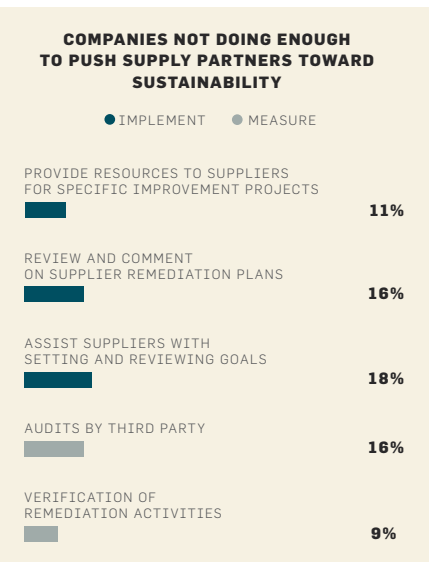 COMPANIES NOT DOING ENOUGH
TO PUSH SUPPLY PARTNERS TOWARD
SUSTAINABILITY
IMPLEMENT MEASURE
PROVIDE RESOURCES TO SUPPLIERS
FOR SPECIFIC IMPROVEMENT PROJECTS
11%
REVIEW AND COMMENT
ON SUPPLIER REMEDIATION PLANS
16%
ASSIST SUPPLIERS WITH
SETTING AND REVIEWING GOALS
18%
AUDITS BY THIRD PARTY
16%
VERIFICATION OF
REMEDIATION ACTIVITIES
9%